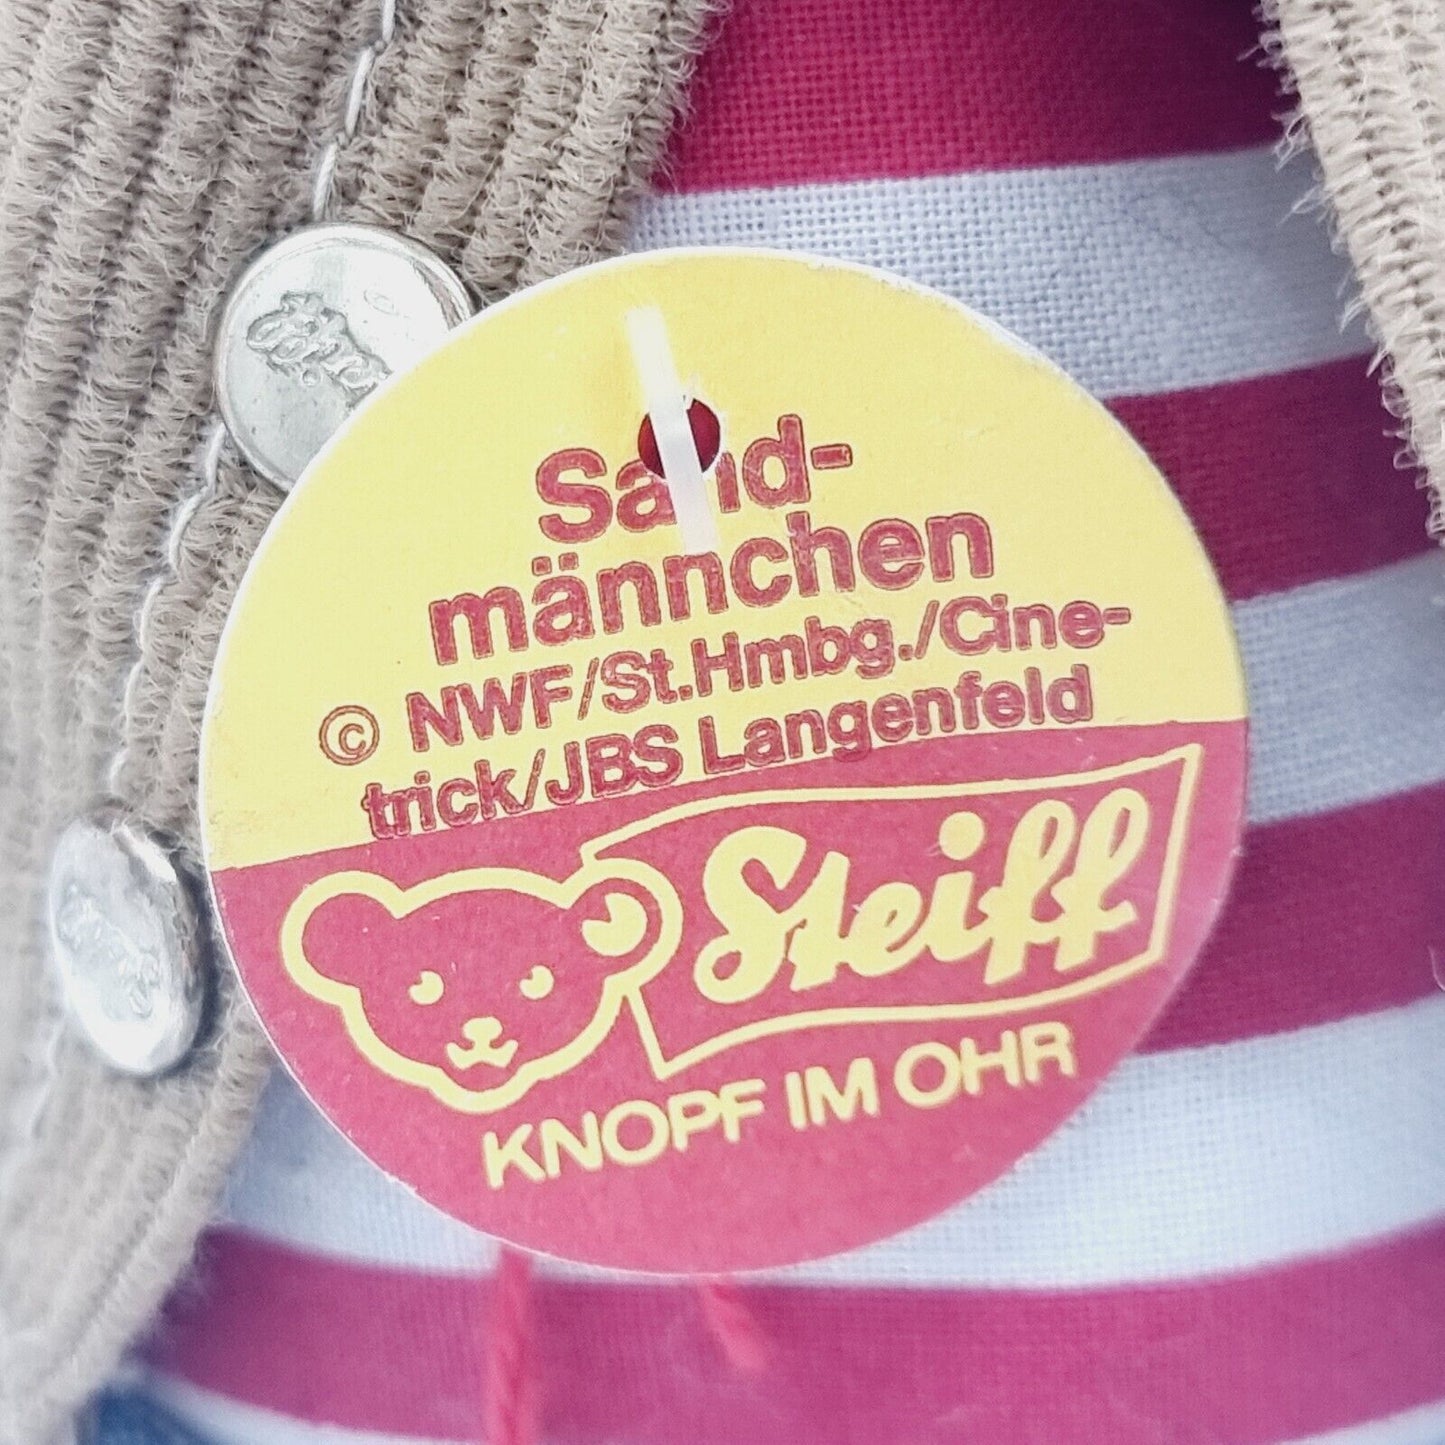 Sand-
männchen
© NWF/St.Hmbg./Cine-
trick/JBS Langenfeld
Steiff
KNOPF IM OHR